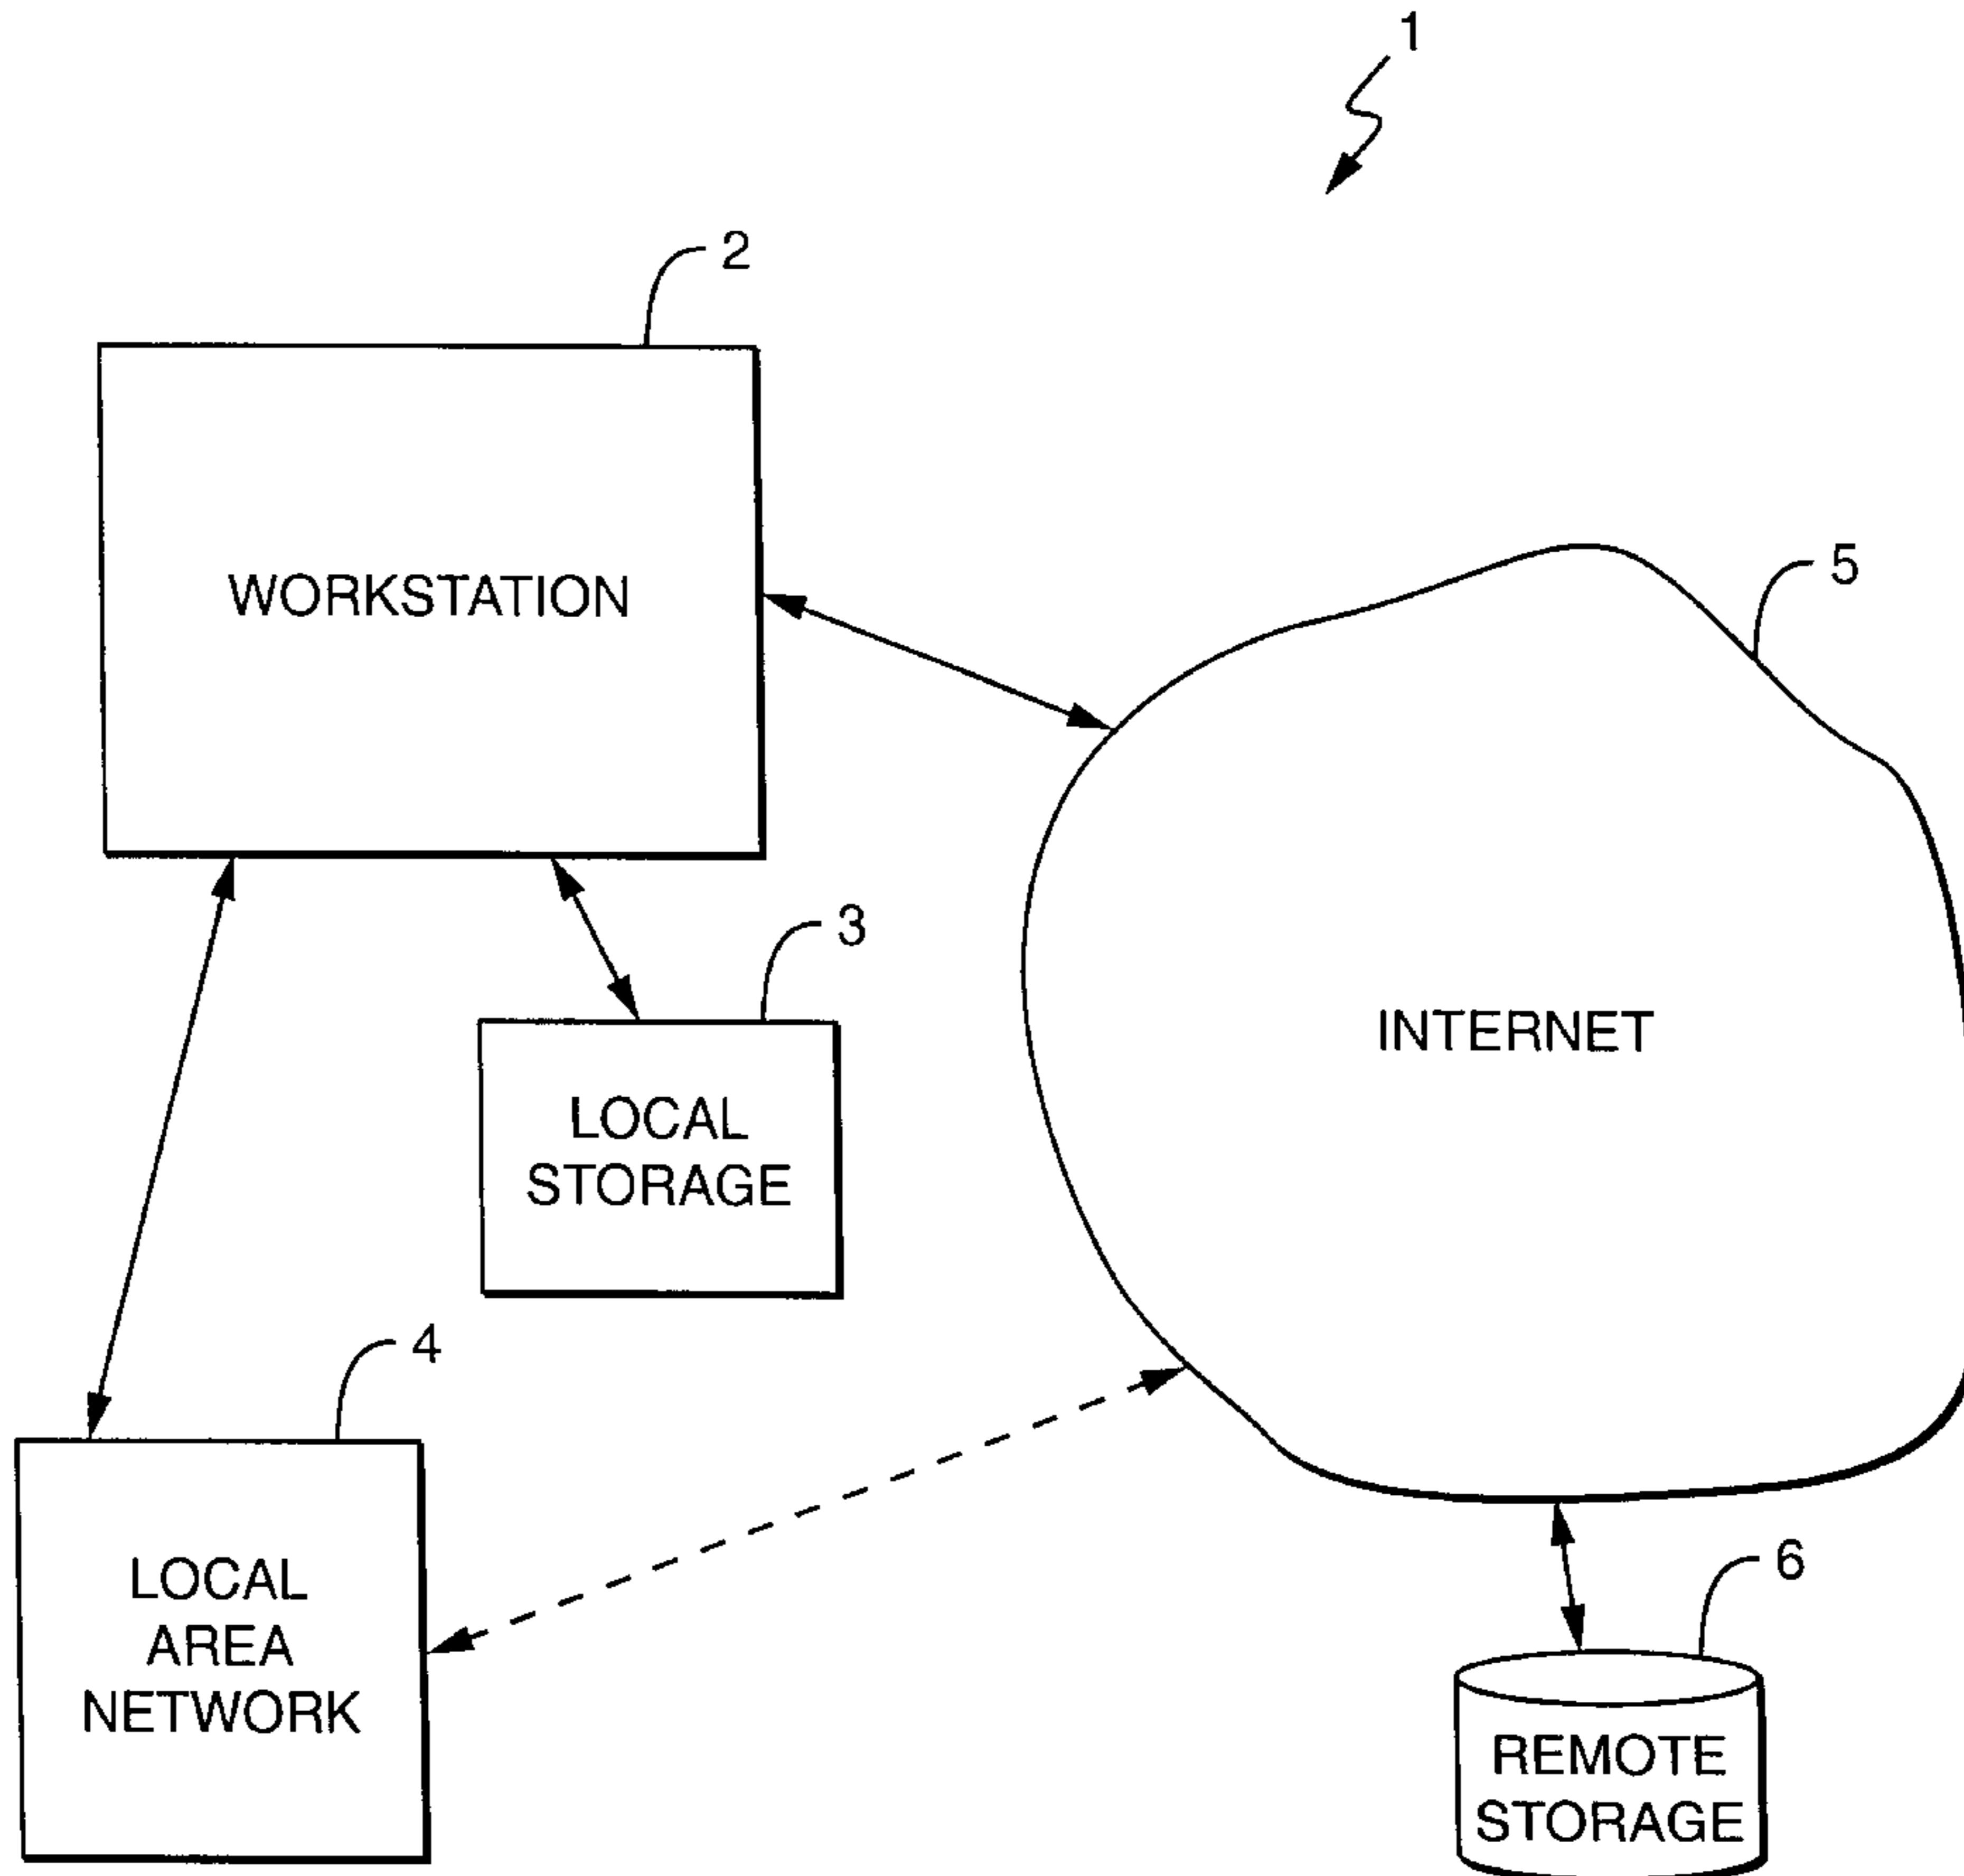 1
2
WORKSTATION
5
3
INTERNET
LOCAL
STORAGE
4
LOCAL
AREA
NETWORK
6
REMOTE
STORAGE